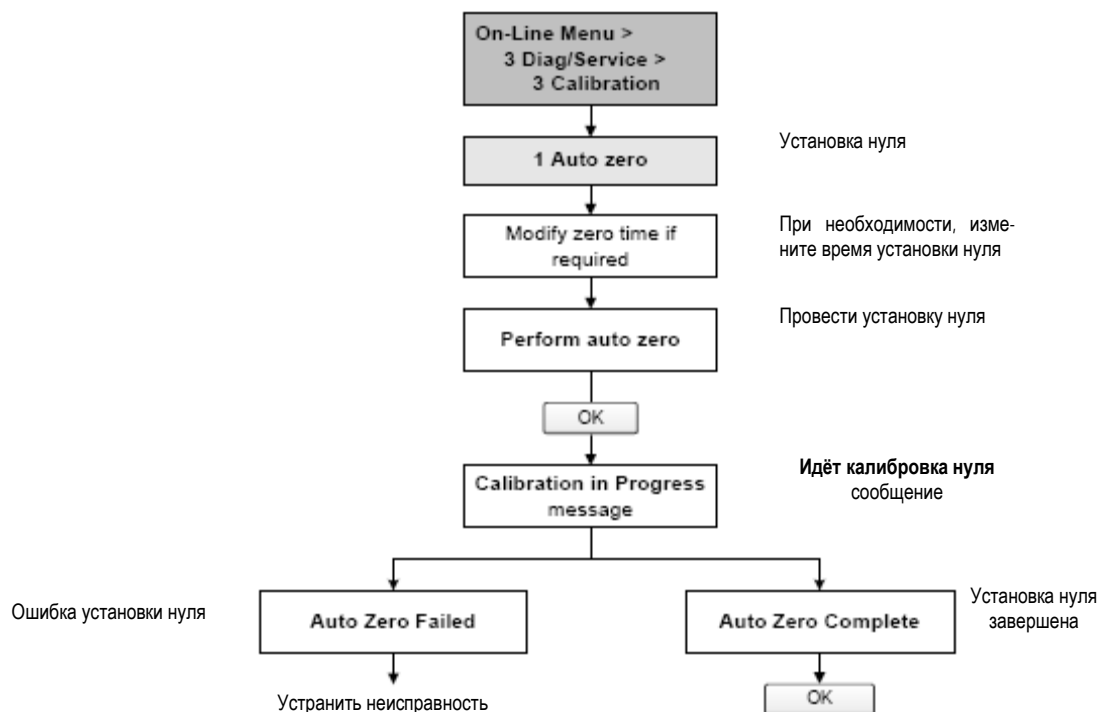 On-Line Menu >
3 Diag/Service >
3 Calibration
1 Auto zero
Установка нуля
Modify zero time if
required
При необходимости, изме-
ните время установки нуля
Perform auto zero
Провести установку нуля
OK
Calibration in Progress
message
Идёт калибровка нуля
сообщение
Ошибка установки нуля
Auto Zero Failed
Auto Zero Complete
Установка нуля
завершена
Устранить неисправность
OK